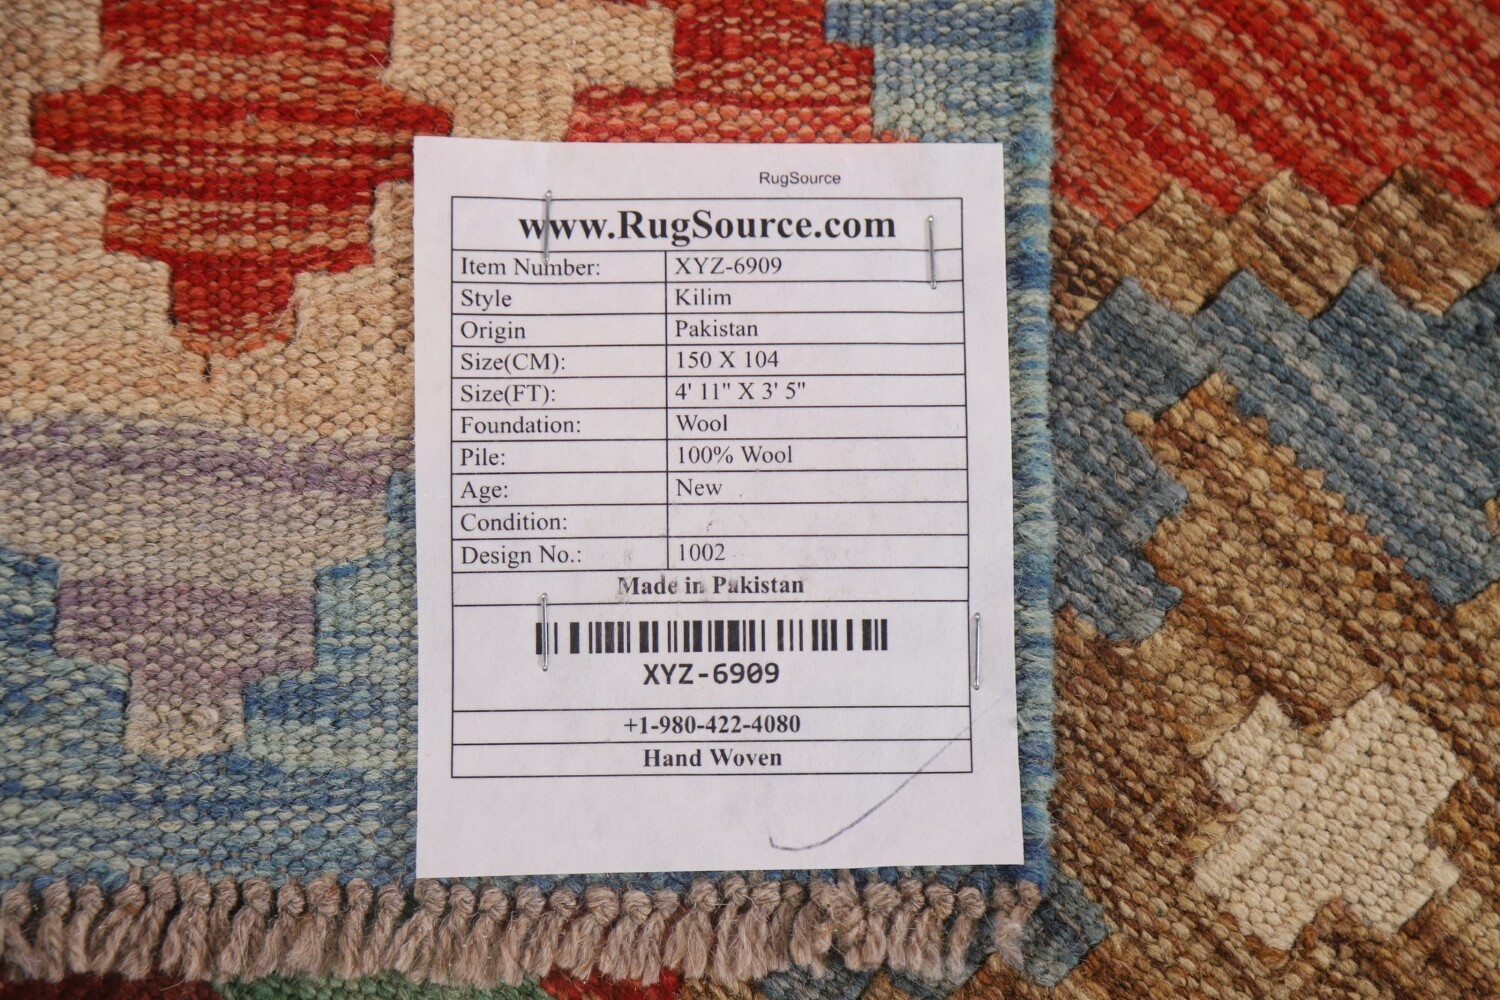 RugSource
www.RugSource.com
Item Number: XYZ-6909
Style Kilim
Origin Pakistan
Size(CM): 150 X 104
Size(FT): 4' 11" X 3' 5"
Foundation: Wool
Pile: 100% Wool
Age: New
Condition:
Design No.: 1002
Made in Pakistan
XYZ-6909
+1-980-422-4080
Hand Woven